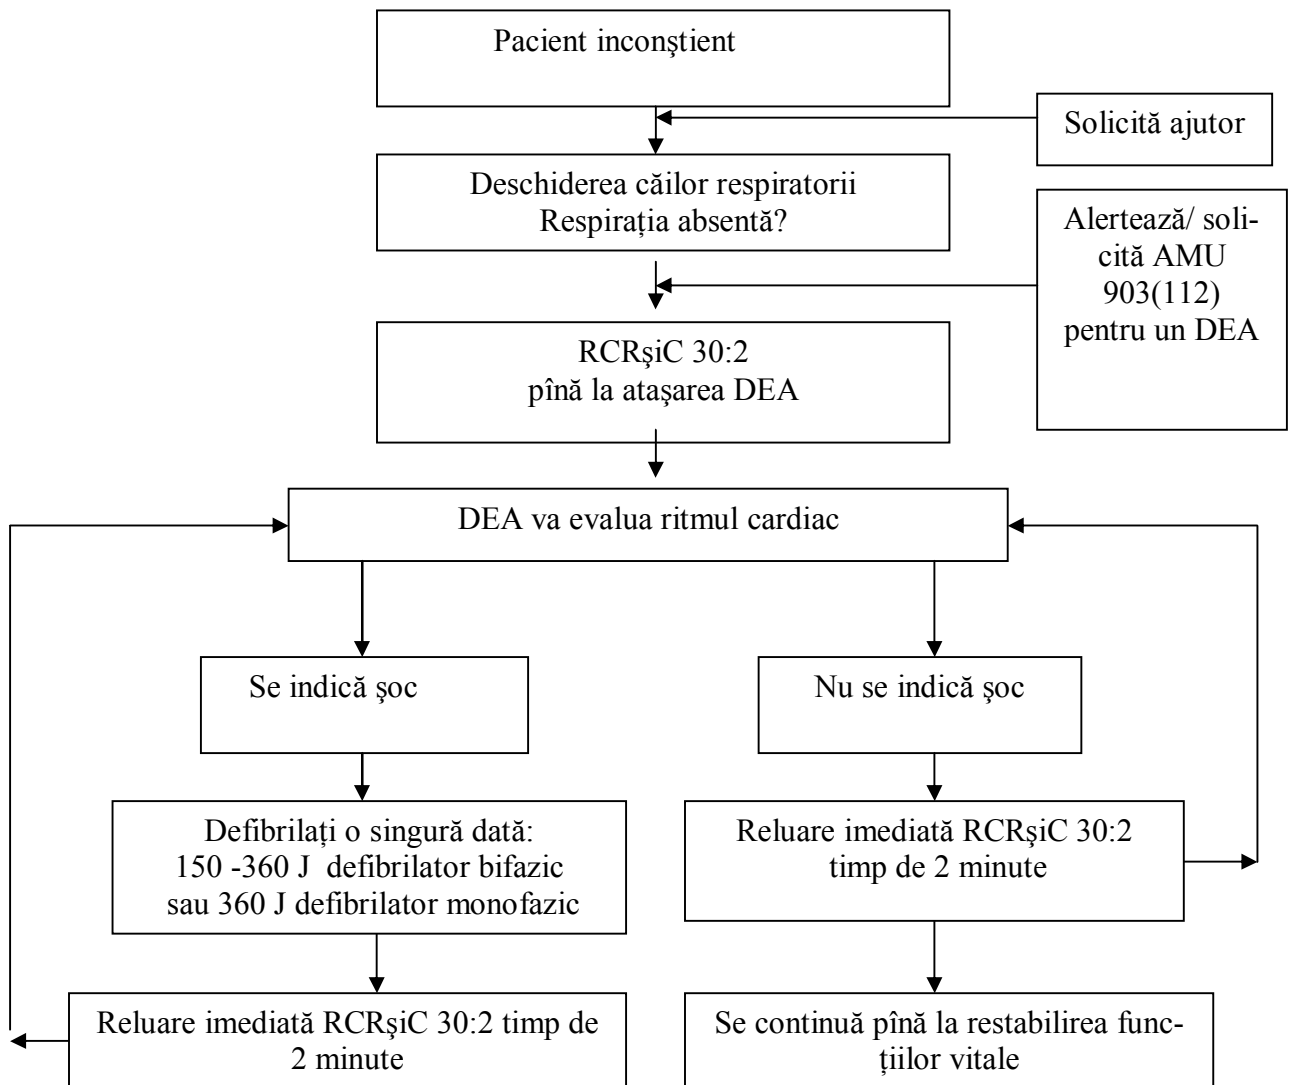 Pacient inconştient
Solicită ajutor
Deschiderea căilor respiratorii
Respirația absentă?
Alertează/ soli-
cită AMU
903(112)
pentru un DEA
RCRşiC 30:2
pînă la ataşarea DEA
DEA va evalua ritmul cardiac
Se indică şoc
Nu se indică şoc
Defibrilați o singură dată:
150 -360 J defibrilator bifazic
sau 360 J defibrilator monofazic
Reluare imediată RCRşiC 30:2
timp de 2 minute
Reluare imediată RCRşiC 30:2 timp de
2 minute
Se continuă pînă la restabilirea func-
țiilor vitale